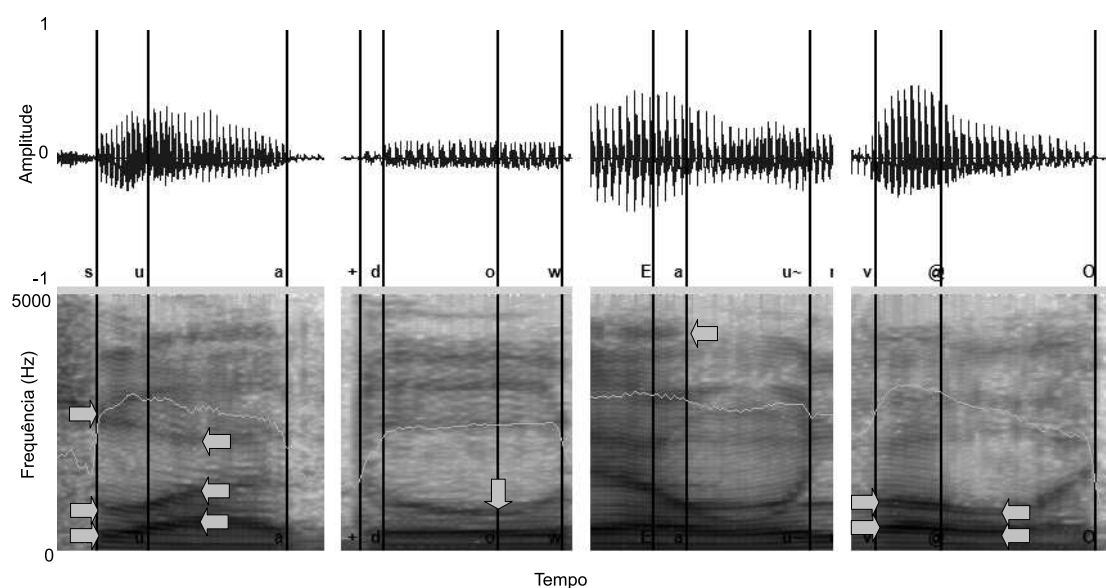 1
Amplitude
0
-1
s u a
+ d o w
E a u~
v @ O
5000
Frequência (Hz)
0
u a
+ d o w
E a u~
v @ O
Tempo